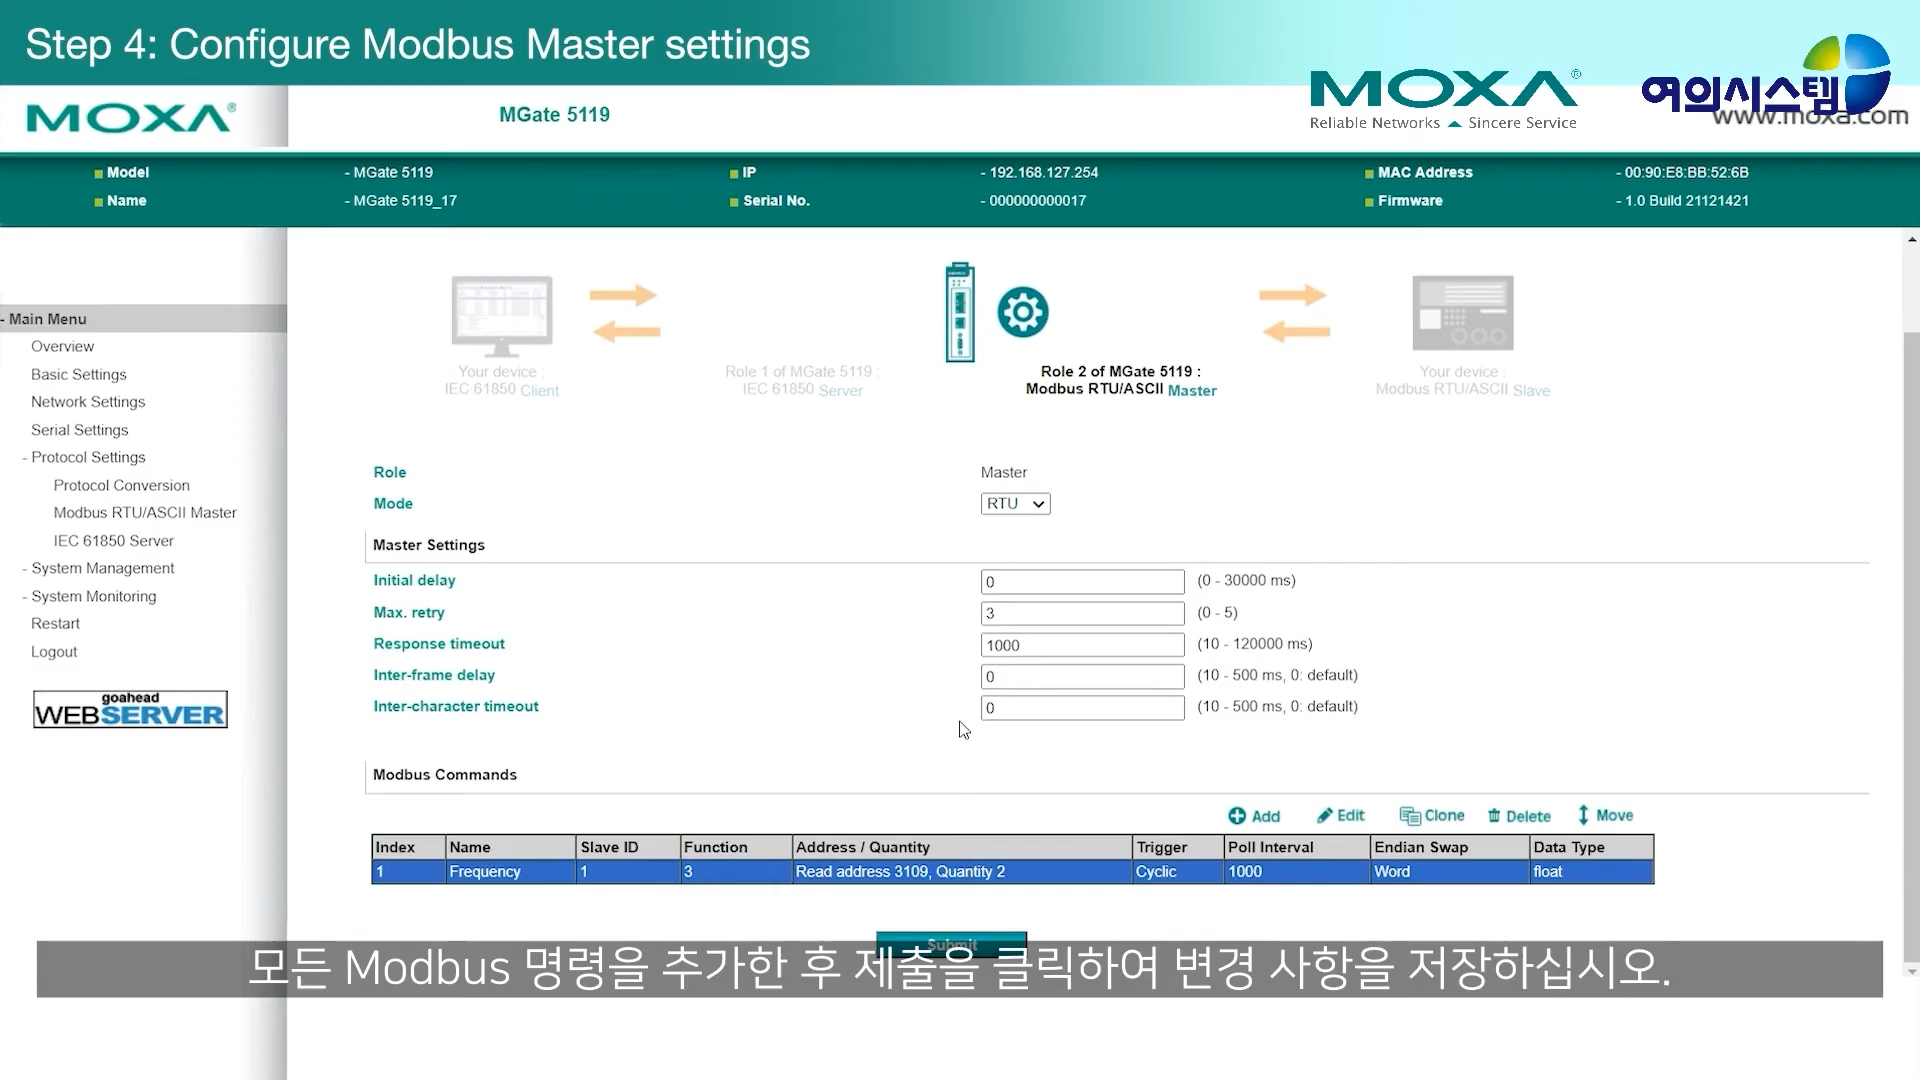 Step 4: Configure Modbus Master settings
MOXA®
MGate 5119
MOXA®
Reliable Networks Sincere Service
여의시스템
www.moxa.com
Model - MGate 5119 IP - 192.168.127.254 MAC Address - 00:90:E8:BB:52:6B
Name - MGate 5119_17 Serial No. - 000000000017 Firmware - 1.0 Build 21121421
- Main Menu
Overview
Basic Settings
Network Settings
Serial Settings
- Protocol Settings
Protocol Conversion
Modbus RTU/ASCII Master
IEC 61850 Server
- System Management
- System Monitoring
Restart
Logout
goahead
WEBSERVER
Your device :
IEC 61850 Client
Role 1 of MGate 5119 :
IEC 61850 Server
Role 2 of MGate 5119 :
Modbus RTU/ASCII Master
Your device :
Modbus RTU/ASCII Slave
Role Master
Mode RTU
Master Settings
Initial delay 0 (0 - 30000 ms)
Max. retry 3 (0 - 5)
Response timeout 1000 (10 - 120000 ms)
Inter-frame delay 0 (10 - 500 ms, 0: default)
Inter-character timeout 0 (10 - 500 ms, 0: default)
Modbus Commands
Add Edit Clone Delete Move
Index Name Slave ID Function Address / Quantity Trigger Poll Interval Endian Swap Data Type
1 Frequency 1 3 Read address 3109, Quantity 2 Cyclic 1000 Word float
Submit
모든 Modbus 명령을 추가한 후 제출을 클릭하여 변경 사항을 저장하십시오.